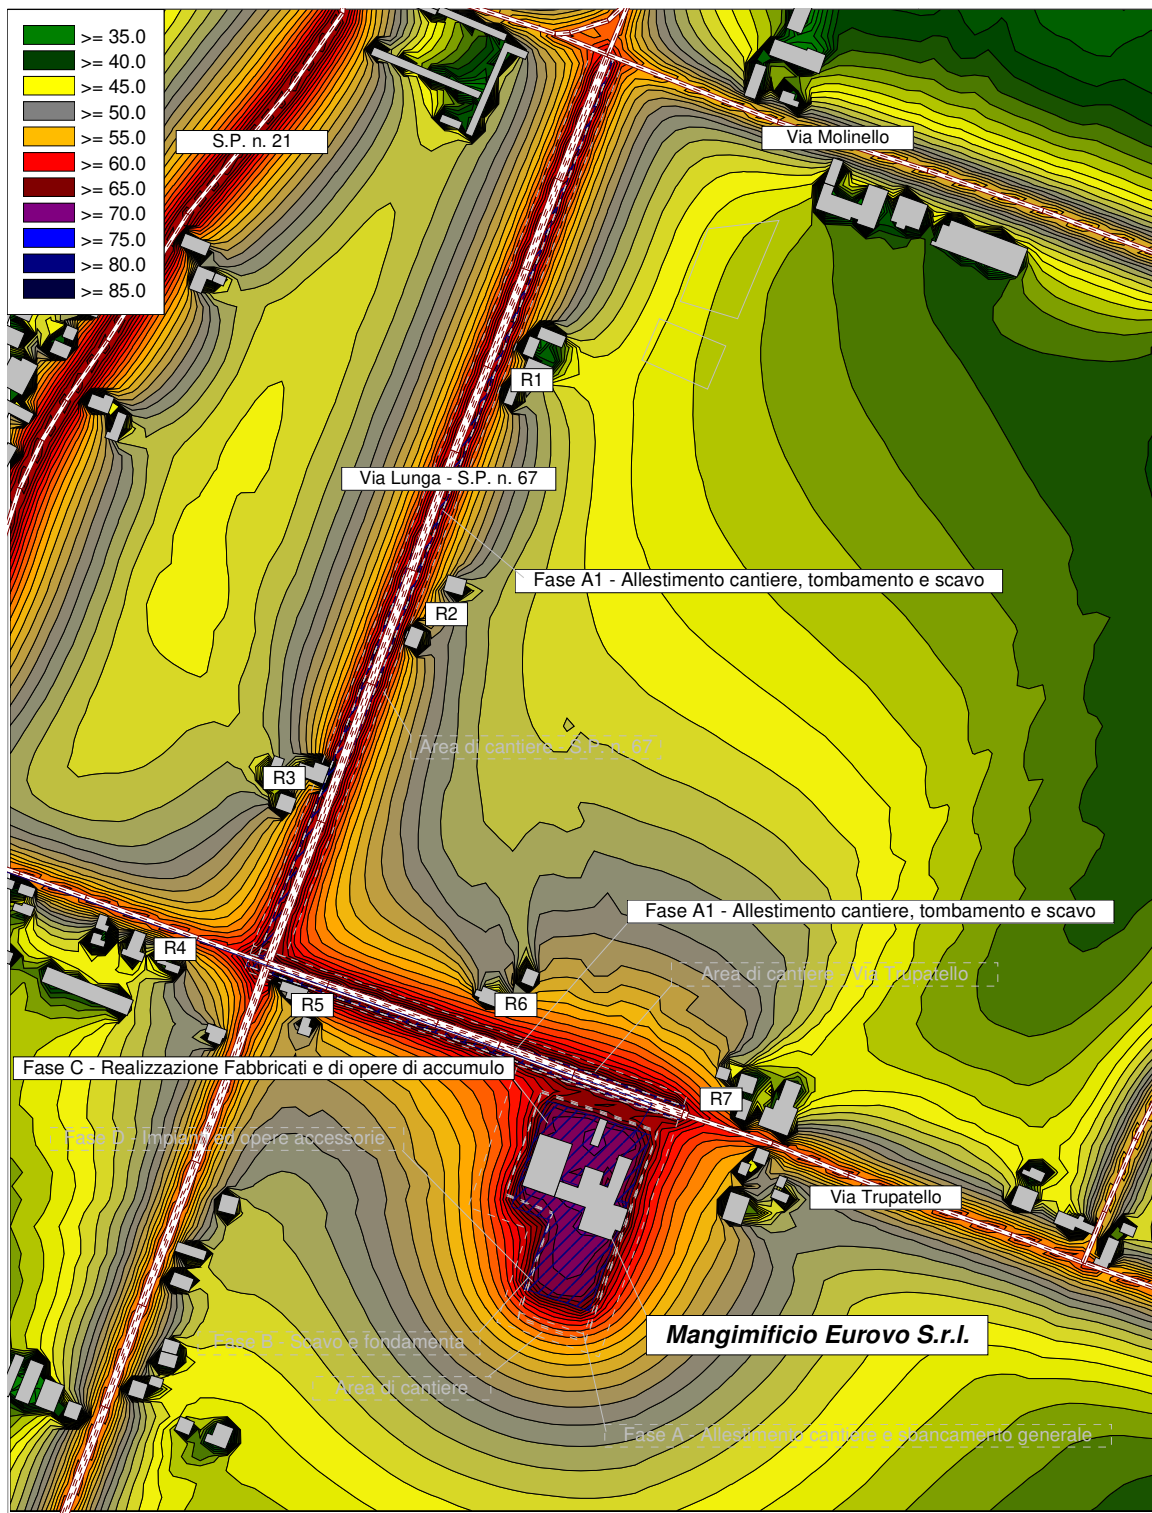 >= 35.0
>= 40.0
>= 45.0
>= 50.0
>= 55.0
>= 60.0
>= 65.0
>= 70.0
>= 75.0
>= 80.0
>= 85.0
S.P. n. 21
Via Molinello
R1
Via Lunga - S.P. n. 67
Fase A1 - Allestimento cantiere, tombamento e scavo
R2
Area di cantiere - S.P. n. 67
R3
Fase A1 - Allestimento cantiere, tombamento e scavo
R4
Area di cantiere - Via Trupatello
R5
R6
Fase C - Realizzazione Fabbricati e di opere di accumulo
R7
Fase D - Impianti ed opere accessorie
Via Trupatello
Mangimificio Eurovo S.r.l.
Fase B - Scavo e fondamenta
Area di cantiere
Fase A - Allestimento cantiere e sbancamento generale